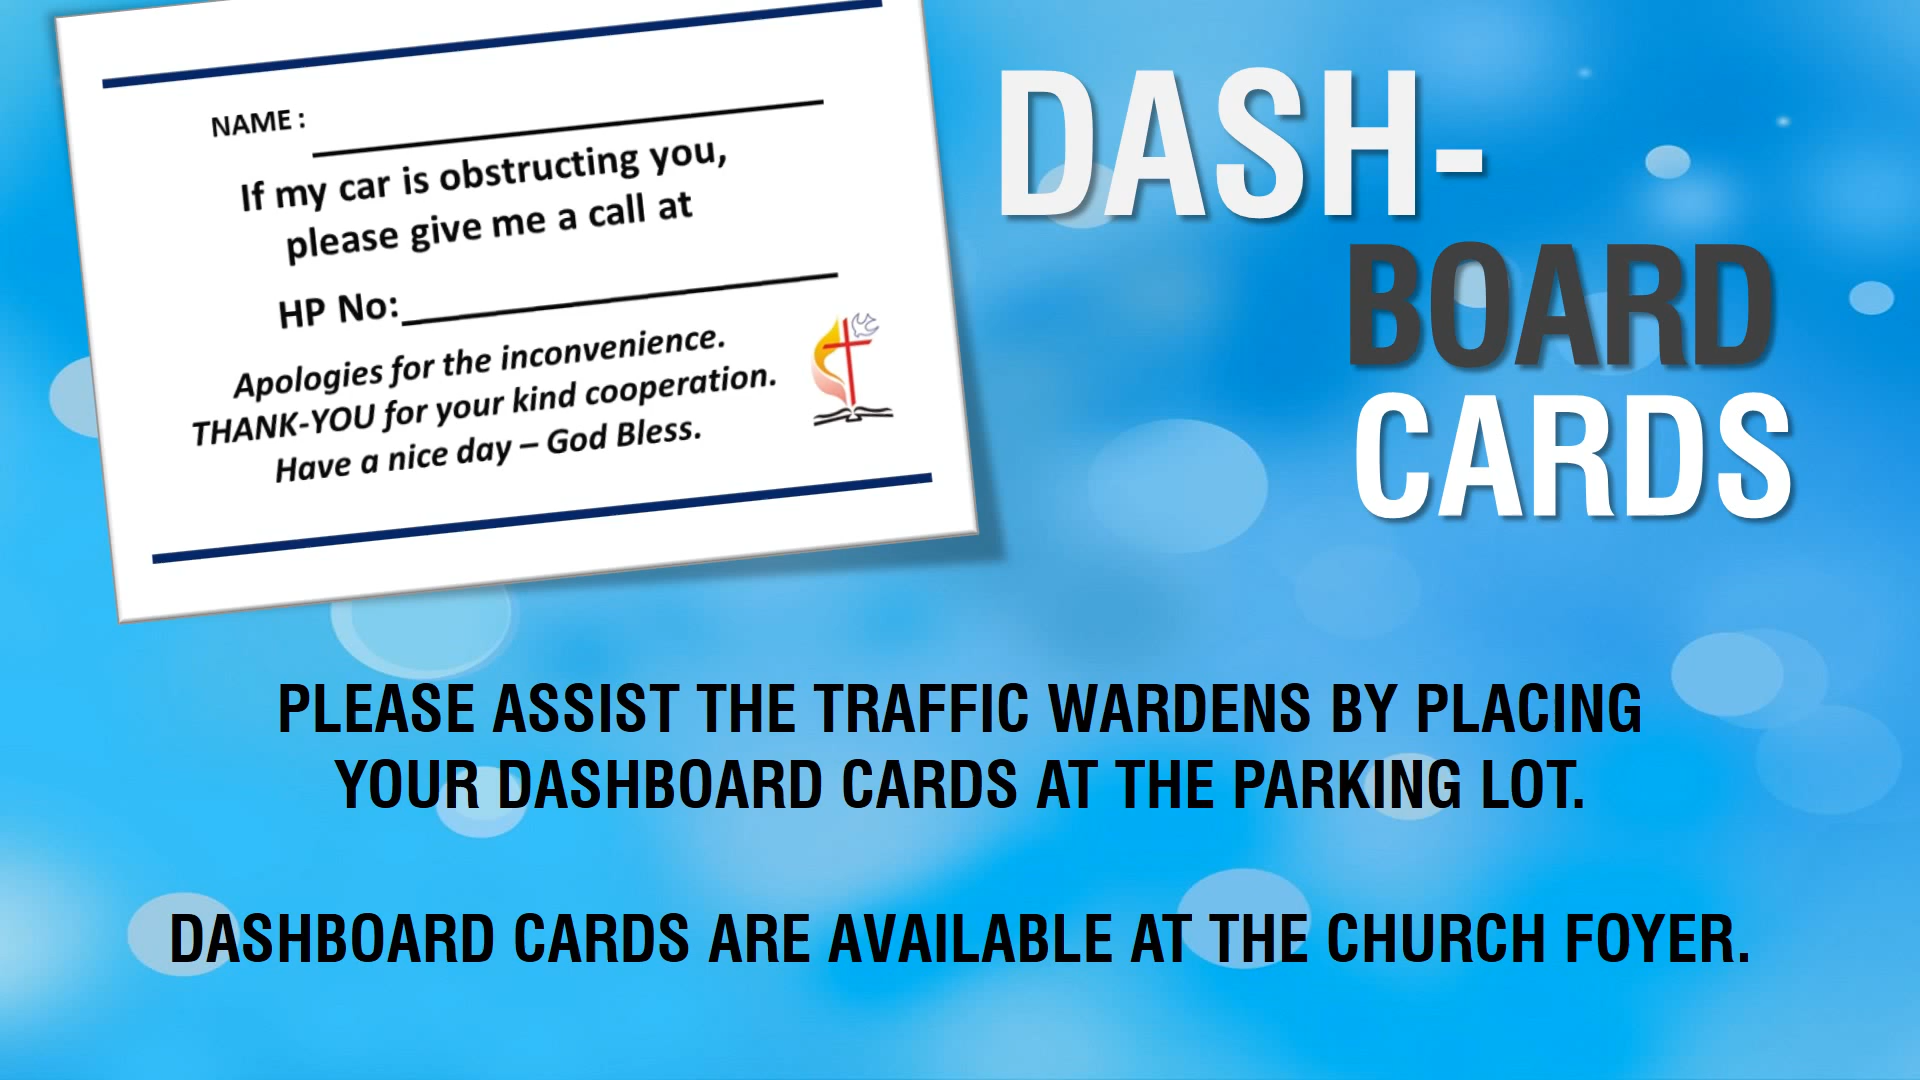 NAME : ____________________
If my car is obstructing you,
please give me a call at
HP No:____________________
Apologies for the inconvenience.
THANK-YOU for your kind cooperation.
Have a nice day – God Bless.
DASH-
BOARD
CARDS
PLEASE ASSIST THE TRAFFIC WARDENS BY PLACING
YOUR DASHBOARD CARDS AT THE PARKING LOT.
DASHBOARD CARDS ARE AVAILABLE AT THE CHURCH FOYER.